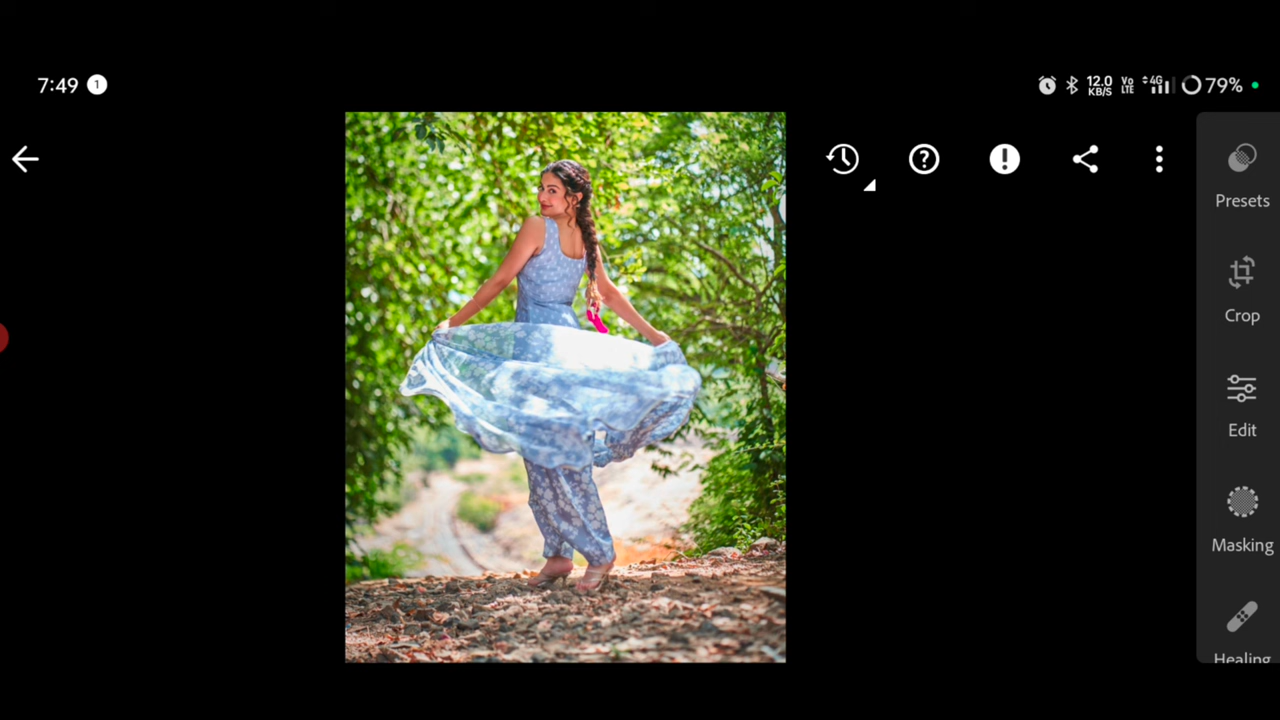 7:49 1
12.0
KB/S
Vo
LTE
4G
79%
?
!
Presets
Crop
Edit
Masking
Healing